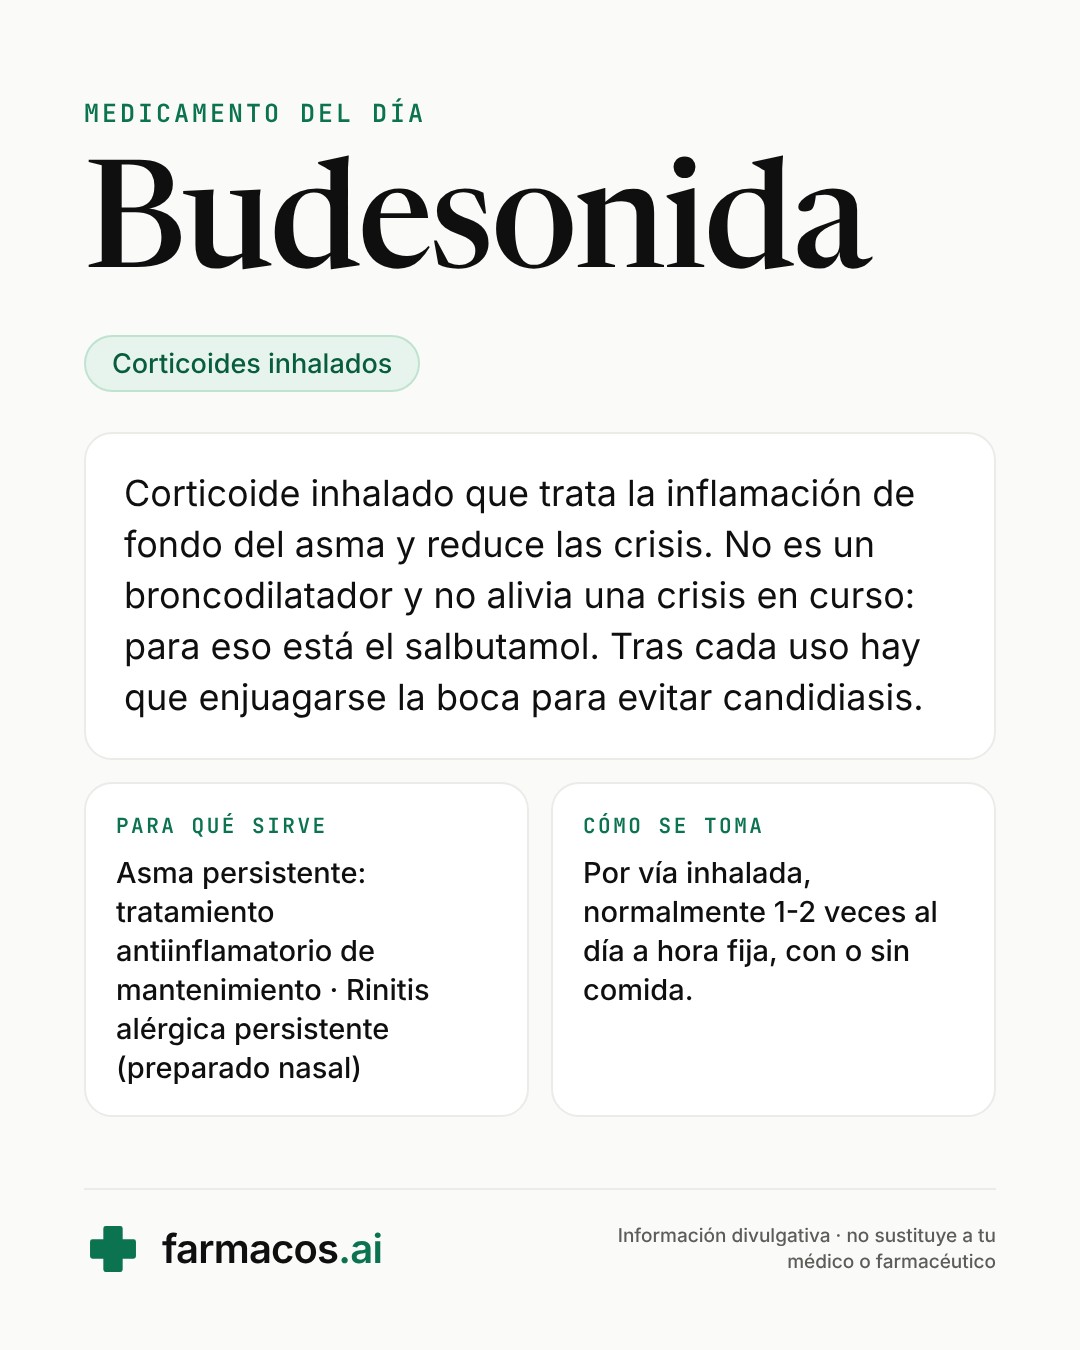 MEDICAMENTO DEL DÍA
Budesonida
Corticoides inhalados
Corticoide inhalado que trata la inflamación de
fondo del asma y reduce las crisis. No es un
broncodilatador y no alivia una crisis en curso:
para eso está el salbutamol. Tras cada uso hay
que enjuagarse la boca para evitar candidiasis.
PARA QUÉ SIRVE
Asma persistente:
tratamiento
antiinflamatorio de
mantenimiento · Rinitis
alérgica persistente
(preparado nasal)
CÓMO SE TOMA
Por vía inhalada,
normalmente 1-2 veces al
día a hora fija, con o sin
comida.
farmacos.ai
Información divulgativa · no sustituye a tu
médico o farmacéutico